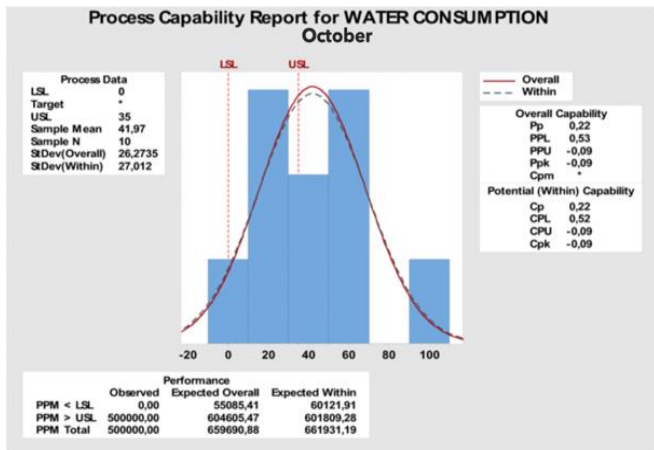 Process Capability Report for WATER CONSUMPTION
October
LSL USL
Process Data
LSL 0
Target *
USL 35
Sample Mean 41,97
Sample N 10
StDev(Overall) 26,2735
StDev(Within) 27,012
Overall
Within
Overall Capability
Pp 0,22
PPL 0,53
PPU -0,09
Ppk -0,09
Cpm *
Potential (Within) Capability
Cp 0,22
CPL 0,52
CPU -0,09
Cpk -0,09
-20 0 20 40 60 80 100
Performance
Observed Expected Overall Expected Within
PPM < LSL 0,00 55085,41 60121,91
PPM > USL 500000,00 604605,47 601809,28
PPM Total 500000,00 659690,88 661931,19